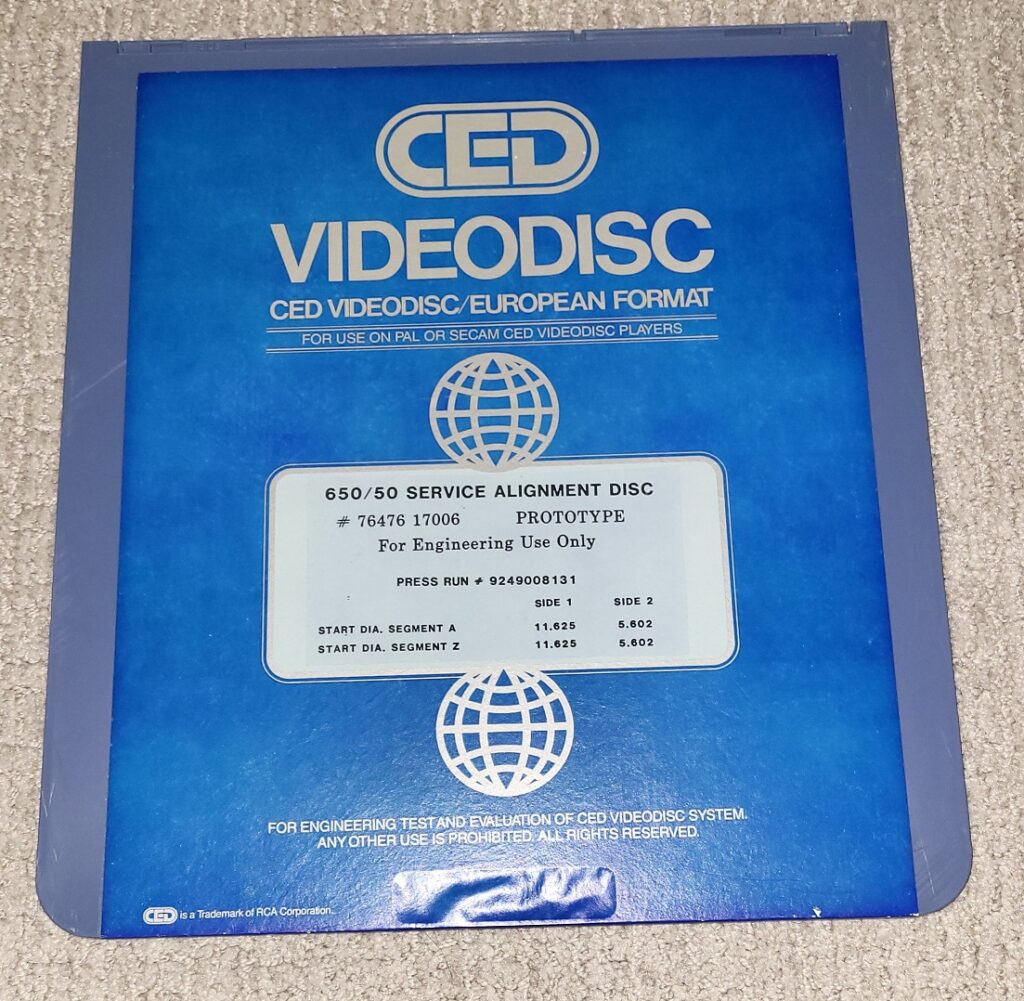 CED
VIDEODISC
CED VIDEODISC/EUROPEAN FORMAT
FOR USE ON PAL OR SECAM CED VIDEODISC PLAYERS
650/50 SERVICE ALIGNMENT DISC
# 76476 17006 PROTOTYPE
For Engineering Use Only
PRESS RUN # 9249008131
SIDE 1 SIDE 2
START DIA. SEGMENT A 11.625 5.602
START DIA. SEGMENT Z 11.625 5.602
FOR ENGINEERING TEST AND EVALUATION OF CED VIDEODISC SYSTEM.
ANY OTHER USE IS PROHIBITED. ALL RIGHTS RESERVED.
CED is a Trademark of RCA Corporation.